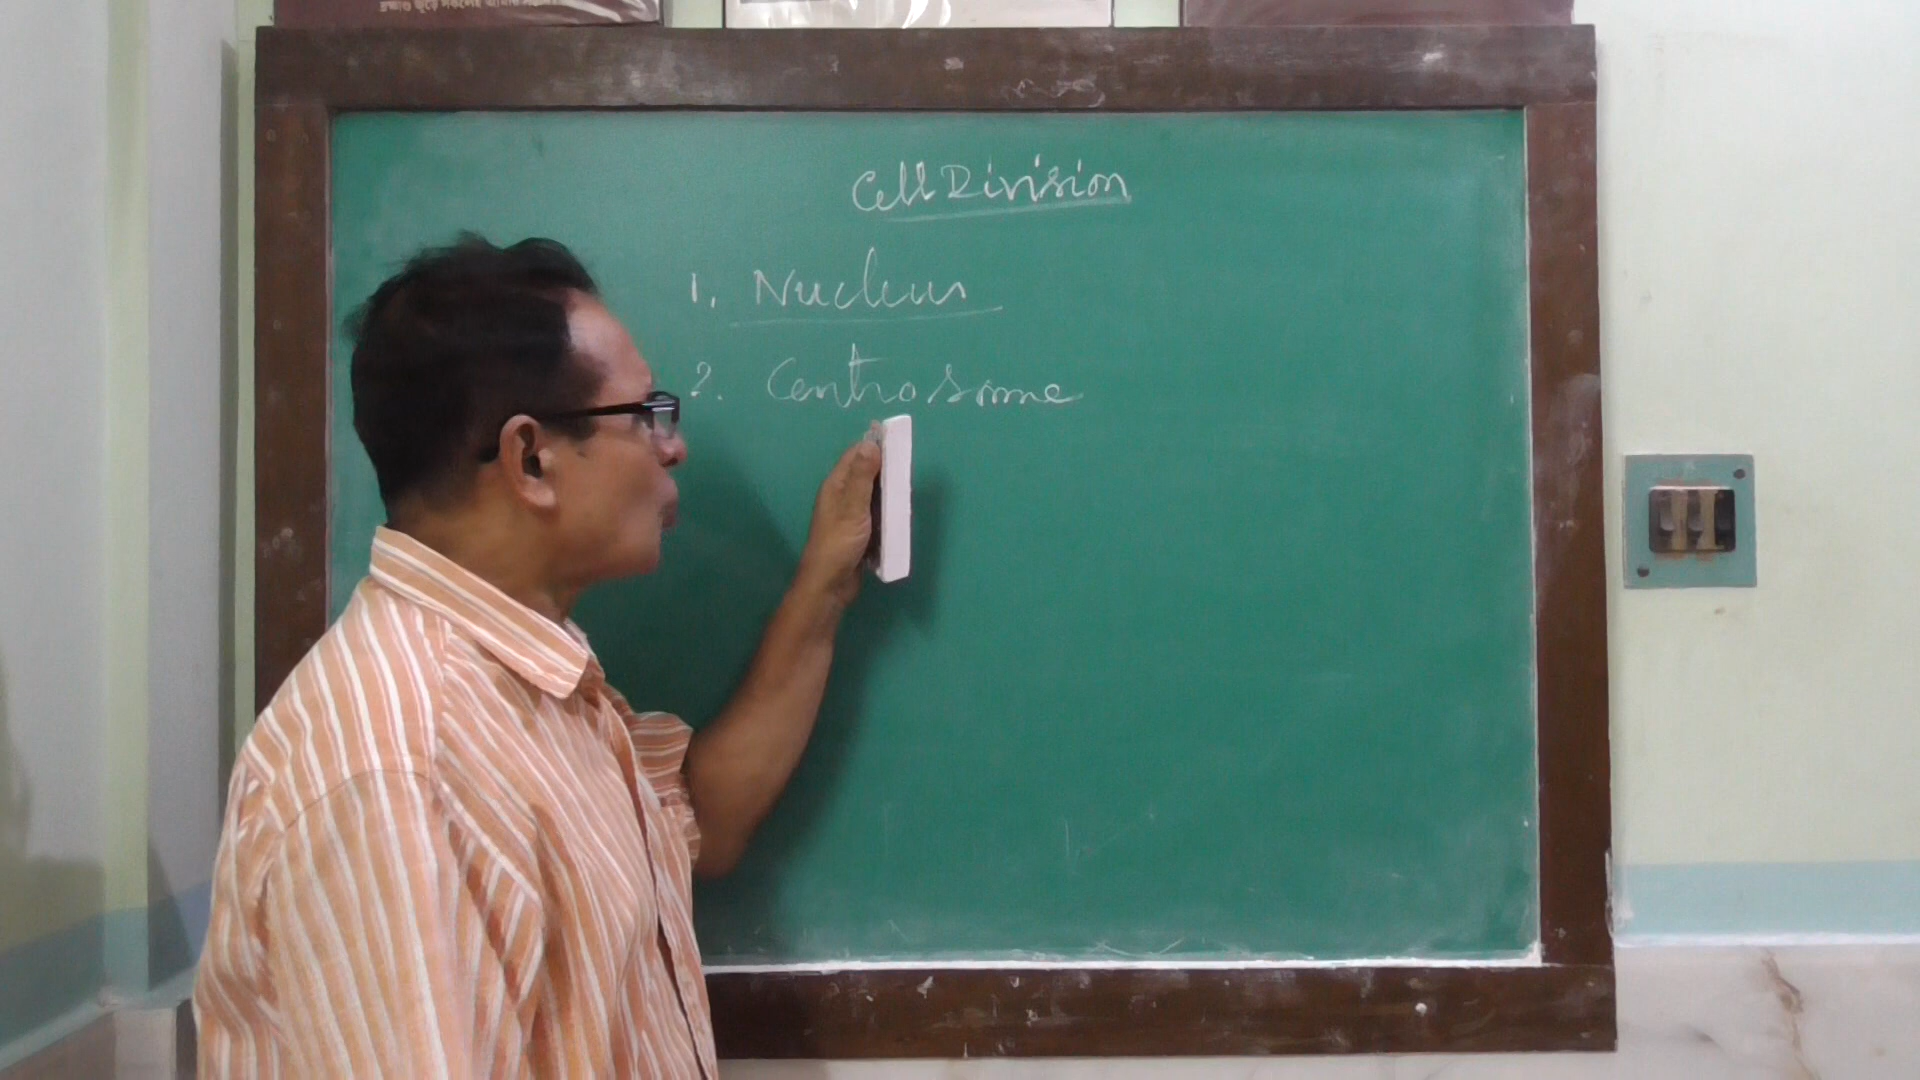 Cell Division
1. Nucleus
2. Centrosome